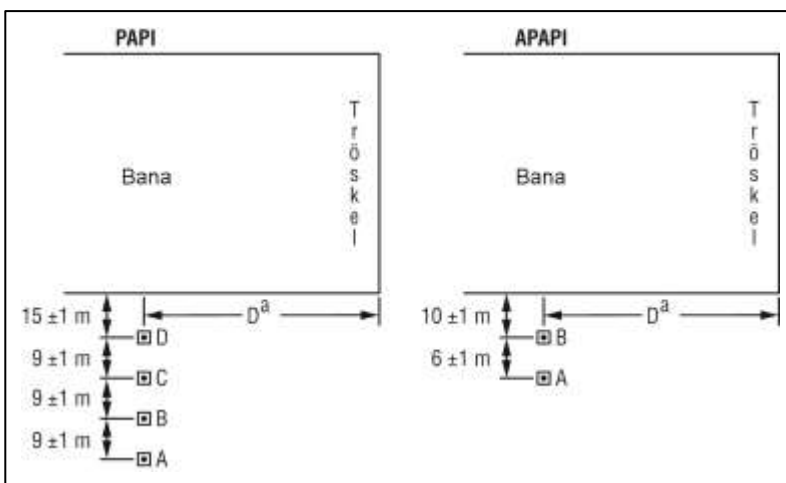 PAPI
Bana
Tröskel
15 ±1 m
Dª
D
9 ±1 m
C
9 ±1 m
B
9 ±1 m
A
APAPI
Bana
Tröskel
10 ±1 m
Dª
B
6 ±1 m
A